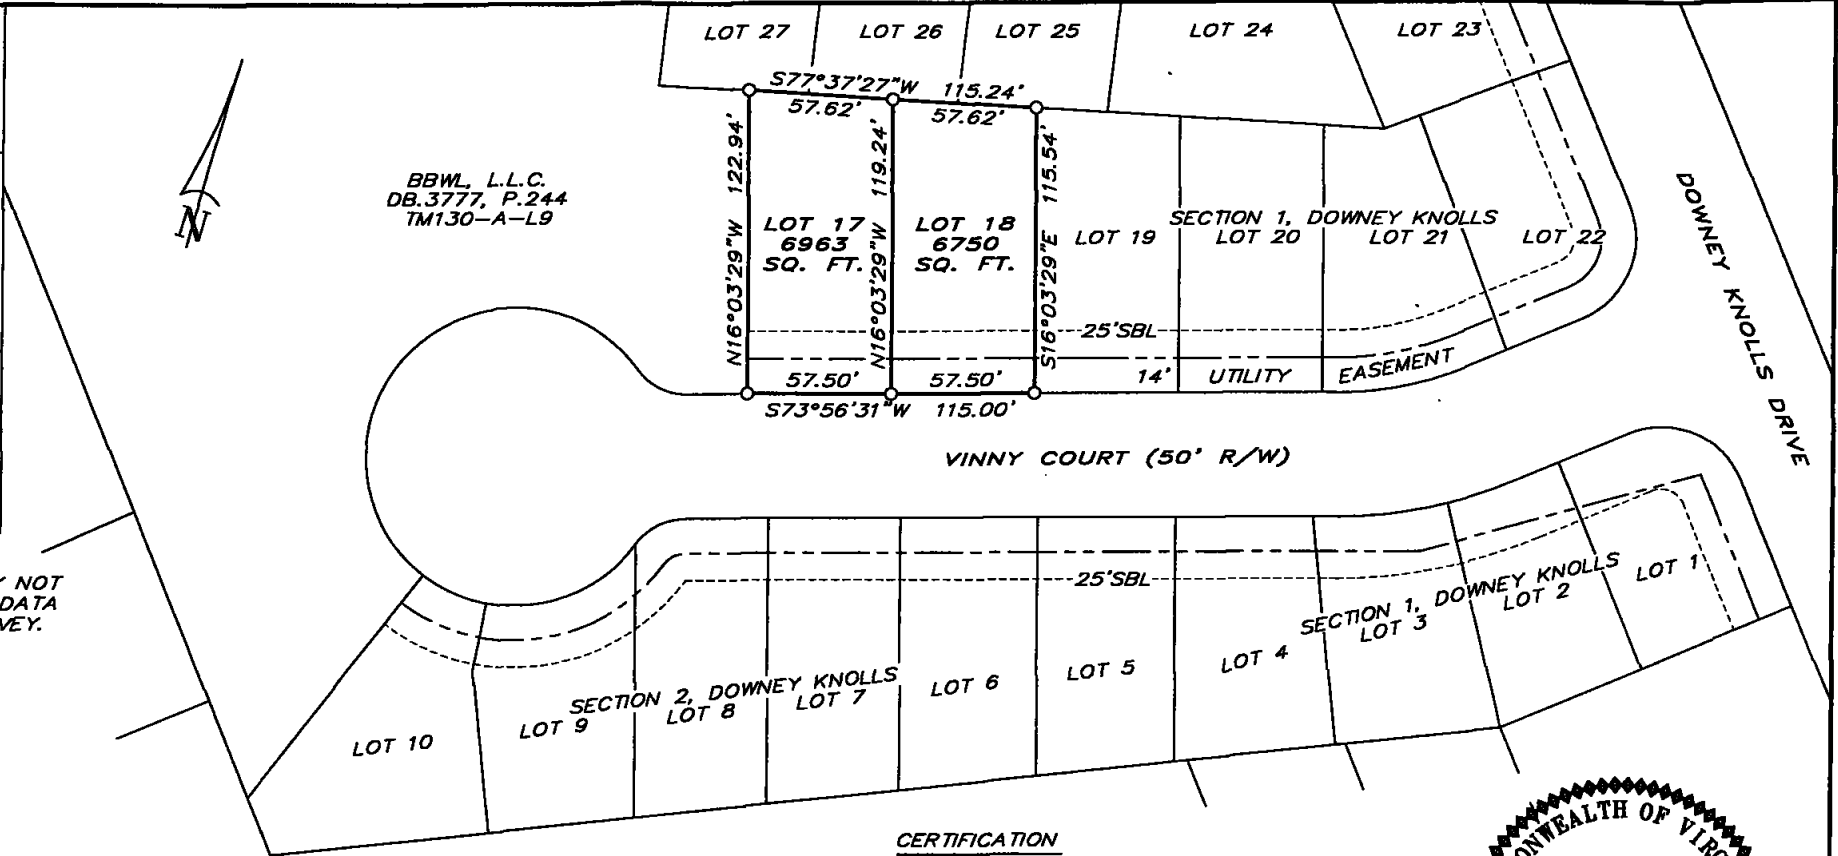 LOT 27
LOT 26
LOT 25
LOT 24
LOT 23
S77°37'27"W 115.24'
57.62'
57.62'
N
BBWL, L.L.C.
DB.3777, P.244
TM130-A-L9
N16°03'29"W 122.94'
LOT 17
6963
SQ. FT.
N16°03'29"W 119.24'
LOT 18
6750
SQ. FT.
S16°03'29"E 115.54'
SECTION 1, DOWNEY KNOLLS
LOT 19
LOT 20
LOT 21
LOT 22
DOWNEY KNOLLS DRIVE
25'SBL
14' UTILITY EASEMENT
57.50'
57.50'
S73°56'31"W 115.00'
VINNY COURT (50' R/W)
25'SBL
NOT
DATA
VEY.
SECTION 1, DOWNEY KNOLLS
LOT 1
LOT 2
LOT 3
LOT 4
LOT 5
LOT 6
SECTION 2, DOWNEY KNOLLS
LOT 7
LOT 8
LOT 9
LOT 10
CERTIFICATION
ONWEALTH OF VIRG